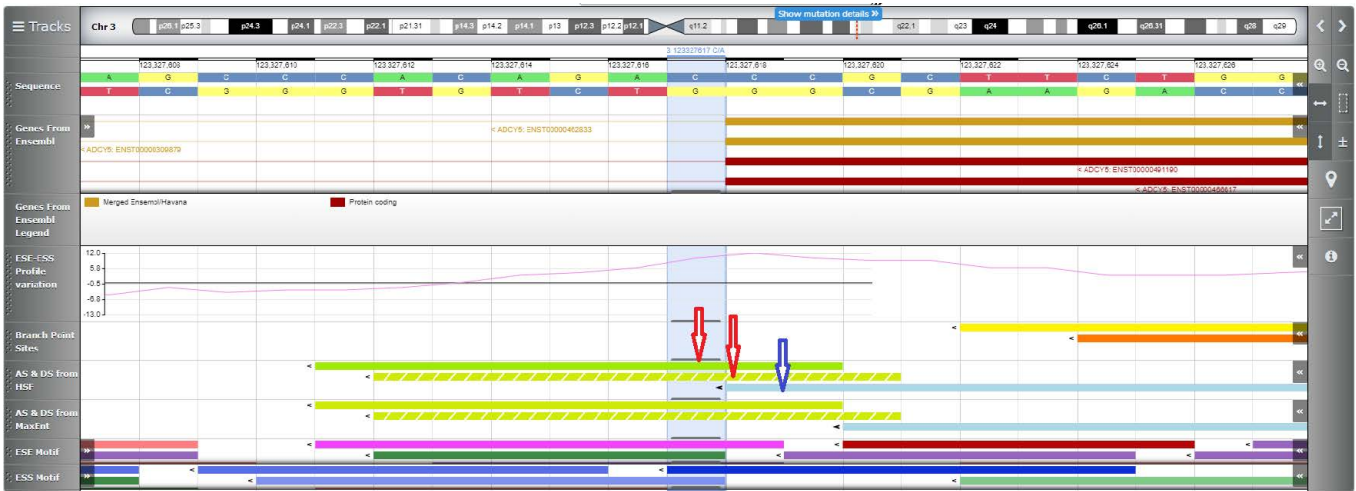 Show mutation details »
☰ Tracks
Chr 3
p26.1 p25.3 p24.3 p24.1 p22.3 p22.1 p21.31 p14.3 p14.2 p14.1 p13 p12.3 p12.2 p12.1 q11.2 q22.1 q23 q24 q26.1 q26.31 q28 q29
3 123327617 C/A
123,327,608 123,327,610 123,327,612 123,327,614 123,327,616 123,327,618 123,327,620 123,327,622 123,327,624 123,327,626
Sequence
A G C C C A C A G A C C C G C T T C T G G
T C G G G T G T C T G G G C G A A G A C C
Genes From Ensembl
< ADCY5: ENST00000462833
< ADCY5: ENST00000309879
< ADCY5: ENST00000491190
< ADCY5: ENST00000466617
Genes From Ensembl Legend
Merged Ensembl/Havana
Protein coding
ESE-ESS Profile variation
12.0
5.8
-0.5
-6.8
-13.0
Branch Point Sites
AS & DS from HSF
AS & DS from MaxEnt
ESE Motif
ESS Motif